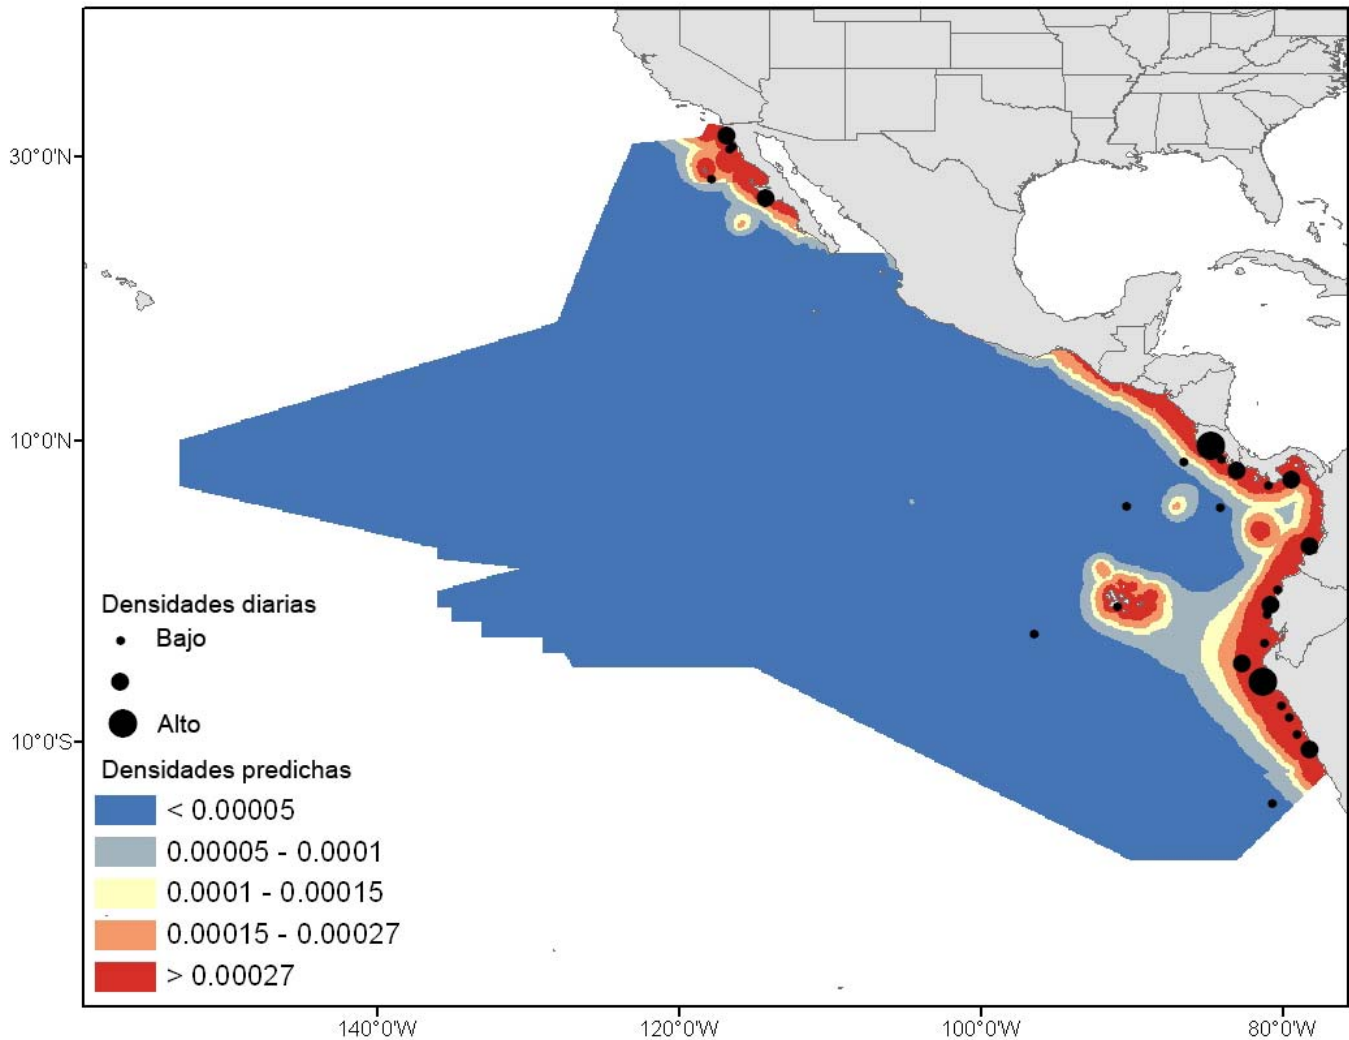 30°0'N
10°0'N
10°0'S
Densidades diarias
Bajo
Alto
Densidades predichas
< 0.00005
0.00005 - 0.0001
0.0001 - 0.00015
0.00015 - 0.00027
> 0.00027
140°0'W
120°0'W
100°0'W
80°0'W